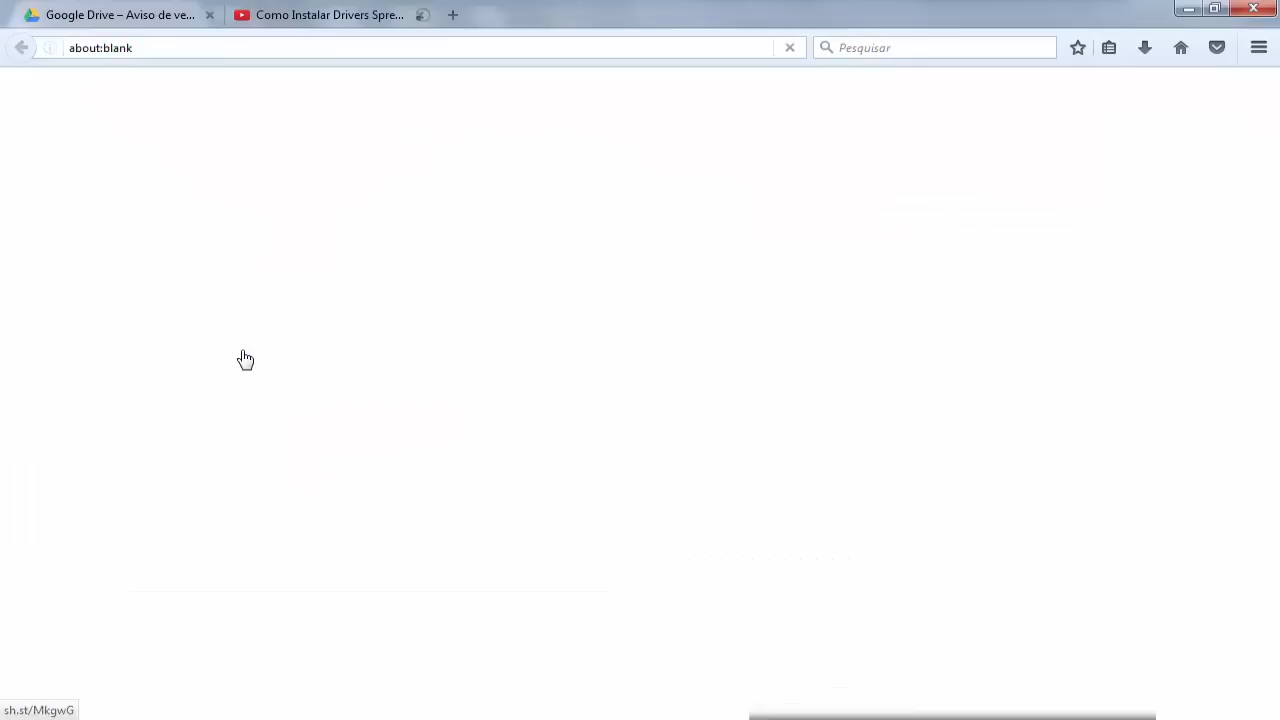 Google Drive – Aviso de ve...
Como Instalar Drivers Spre...
about:blank
Pesquisar
sh.st/MkgwG